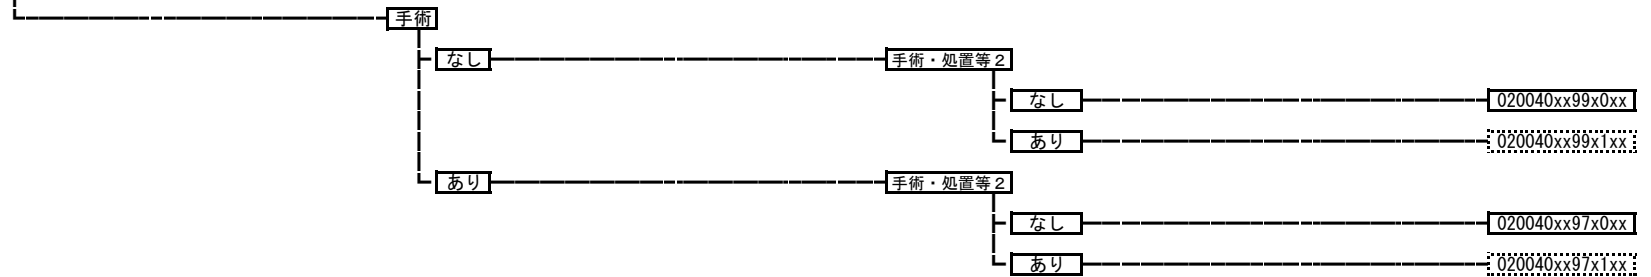 手術
なし 手術・処置等２
なし 020040xx99x0xx
あり 020040xx99x1xx
あり 手術・処置等２
なし 020040xx97x0xx
あり 020040xx97x1xx